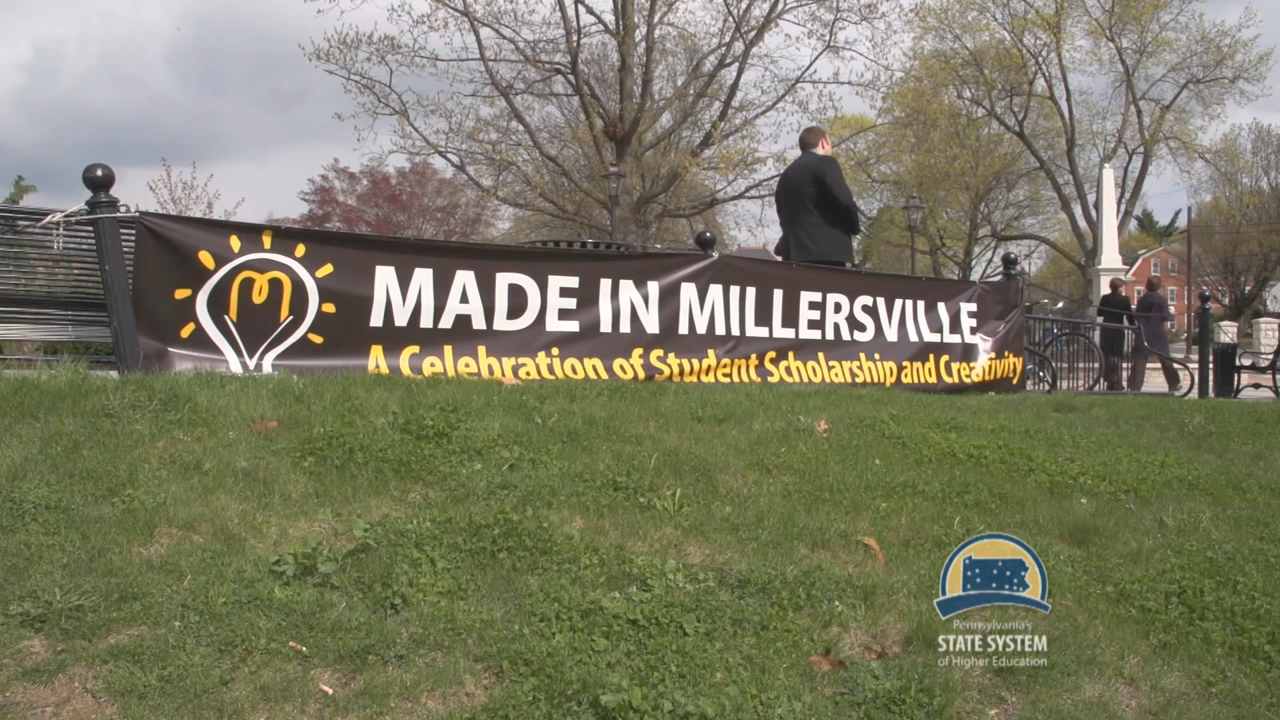 MADE IN MILLERSVILLE
A Celebration of Student Scholarship and Creativity
Pennsylvania's
STATE SYSTEM
of Higher Education